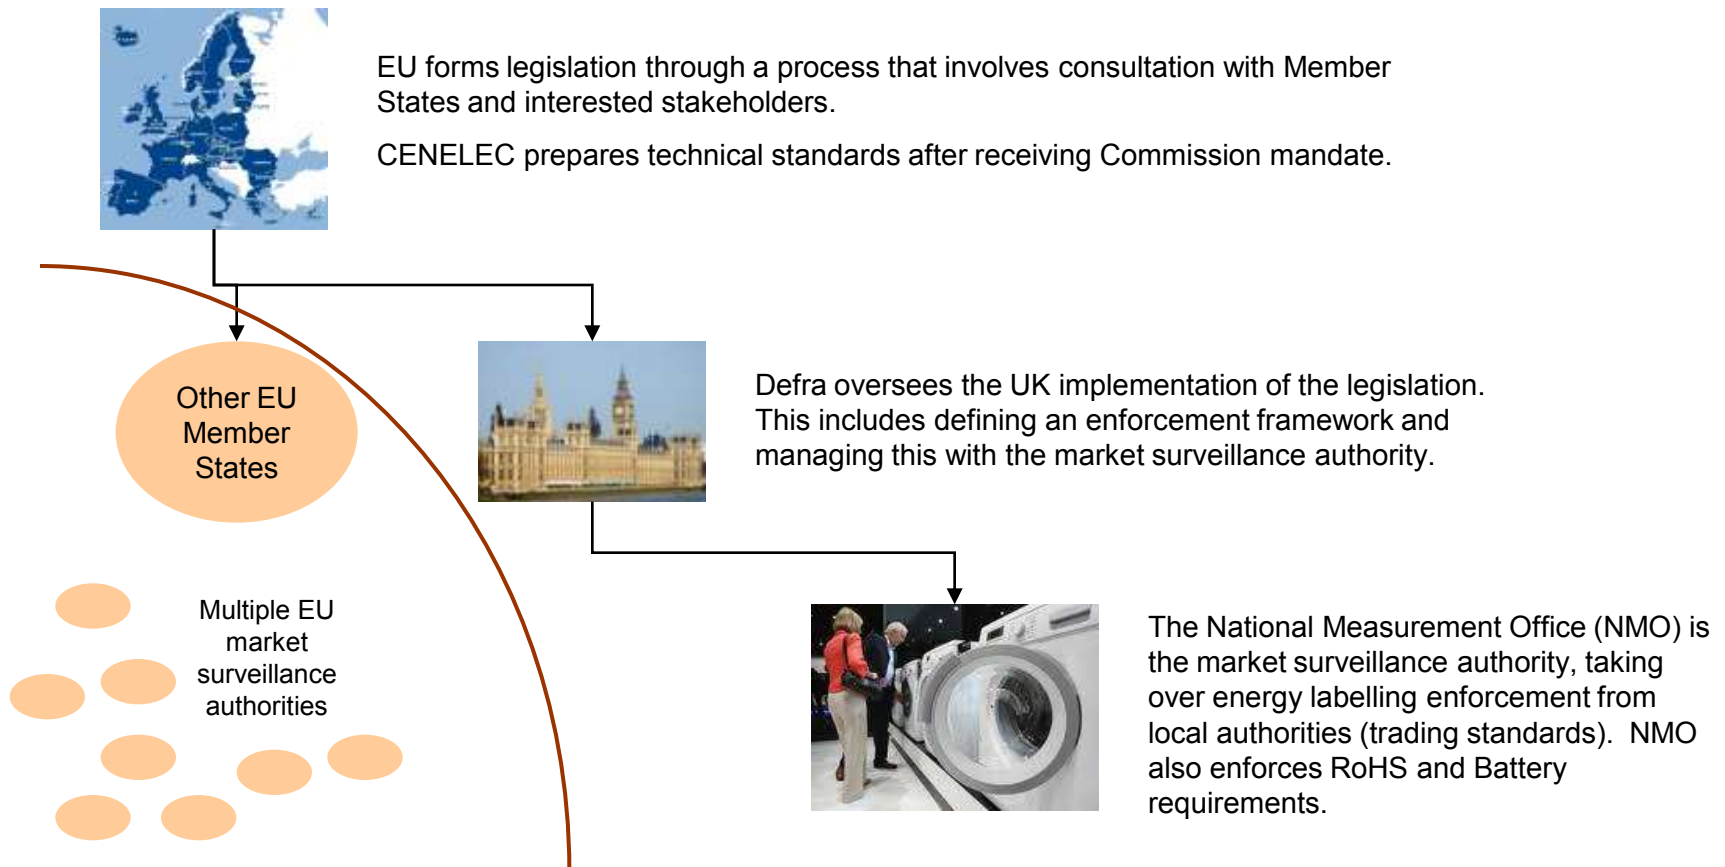 EU forms legislation through a process that involves consultation with Member
States and interested stakeholders.
CENELEC prepares technical standards after receiving Commission mandate.
Other EU
Member
States
Defra oversees the UK implementation of the legislation.
This includes defining an enforcement framework and
managing this with the market surveillance authority.
Multiple EU
market
surveillance
authorities
The National Measurement Office (NMO) is
the market surveillance authority, taking
over energy labelling enforcement from
local authorities (trading standards).  NMO
also enforces RoHS and Battery
requirements.